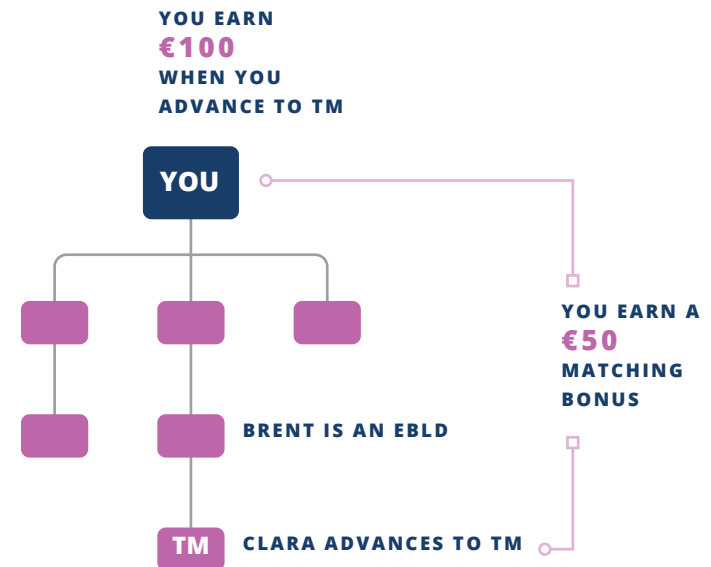 YOU EARN
€100
WHEN YOU
ADVANCE TO TM
YOU
YOU EARN A
€50
MATCHING
BONUS
BRENT IS AN EBLD
TM
CLARA ADVANCES TO TM